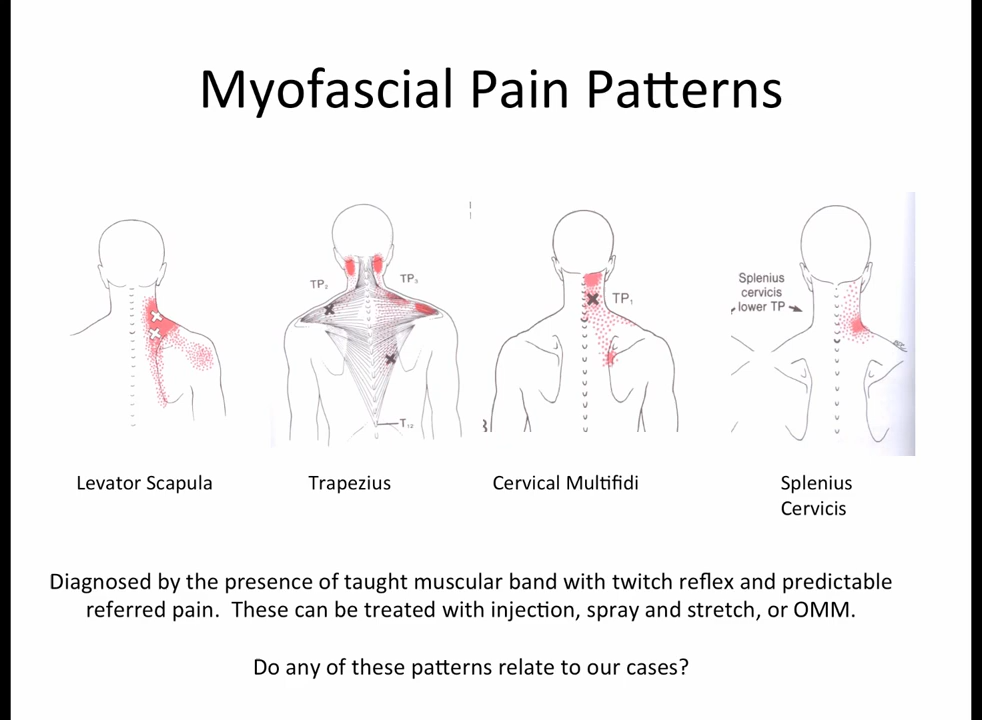 Myofascial Pain Patterns
TP₂
TP₃
T₁₂
TP₁
Splenius
cervicis
lower TP
Levator Scapula
Trapezius
Cervical Multifidi
Splenius
Cervicis
Diagnosed by the presence of taught muscular band with twitch reflex and predictable
referred pain. These can be treated with injection, spray and stretch, or OMM.
Do any of these patterns relate to our cases?